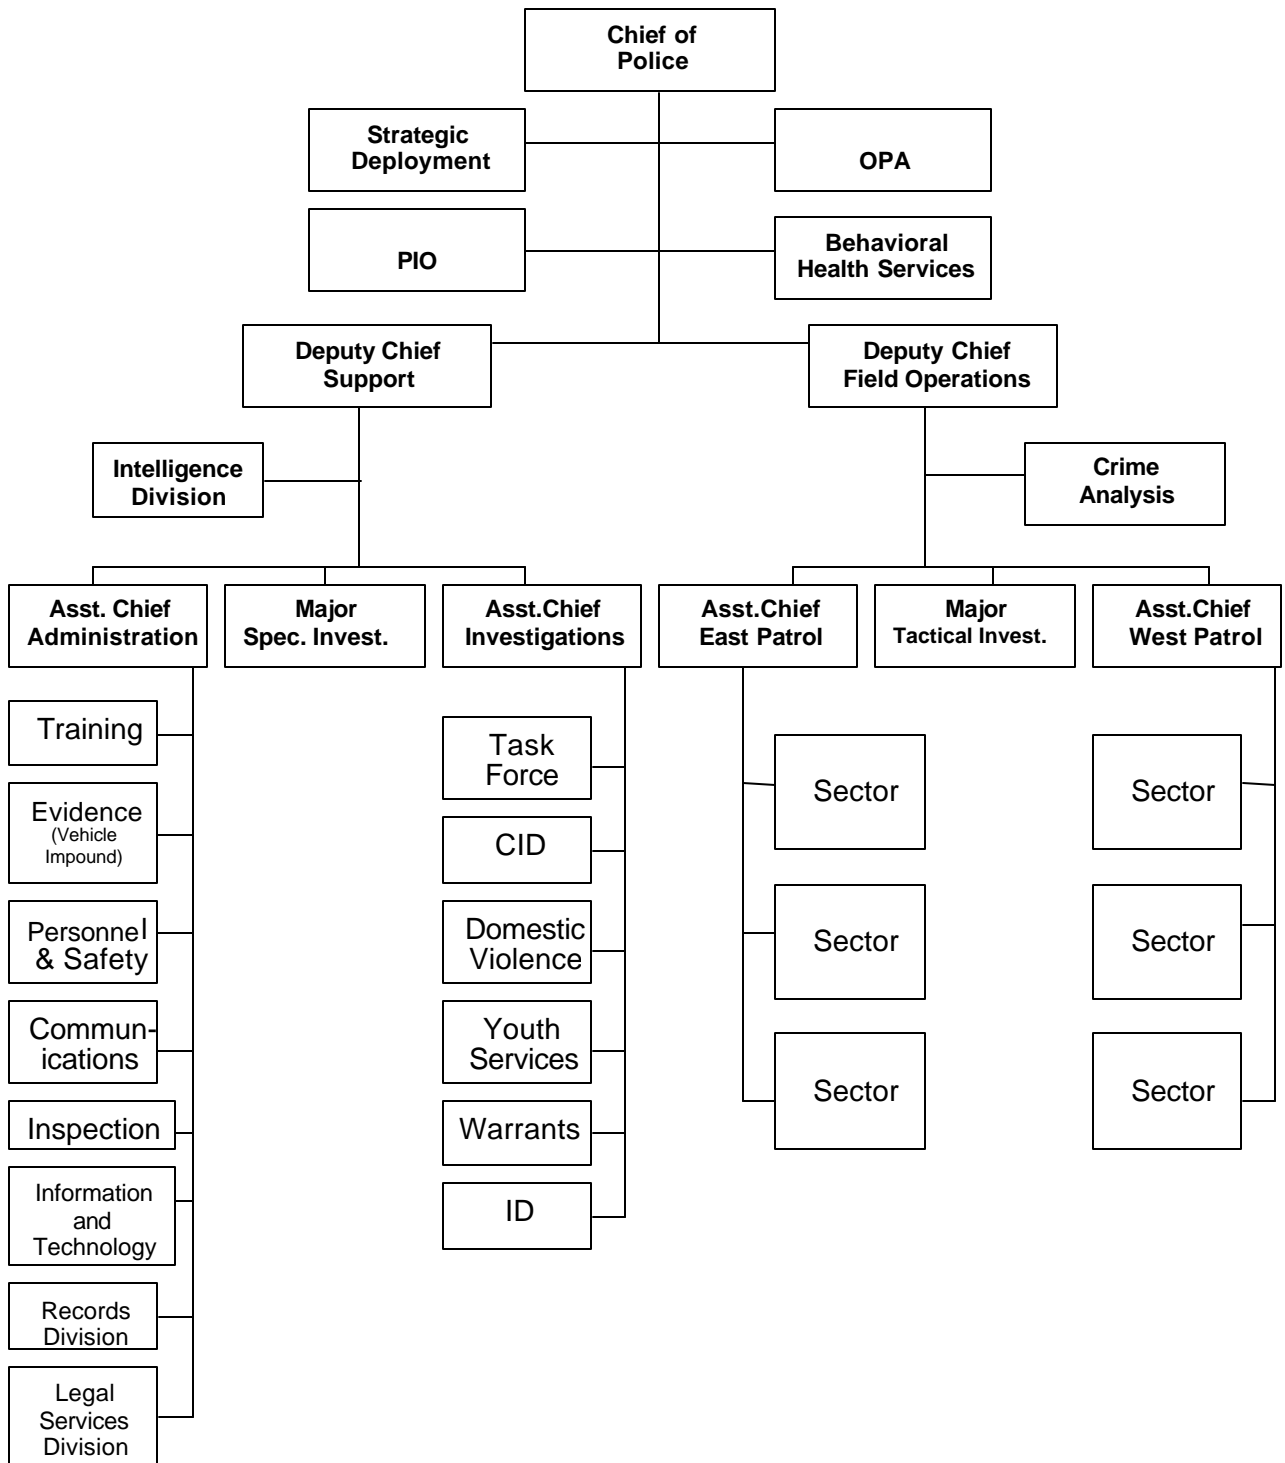 Chief of
Police
Strategic
Deployment
OPA
PIO
Behavioral
Health Services
Deputy Chief
Support
Deputy Chief
Field Operations
Intelligence
Division
Crime
Analysis
Asst. Chief
Administration
Major
Spec. Invest.
Asst.Chief
Investigations
Asst.Chief
East Patrol
Major
Tactical Invest.
Asst.Chief
West Patrol
Training
Evidence
(Vehicle
Impound)
Personnel
& Safety
Commun-
ications
Inspection
Information
and
Technology
Records
Division
Legal
Services
Division
Task
Force
CID
Domestic
Violence
Youth
Services
Warrants
ID
Sector
Sector
Sector
Sector
Sector
Sector